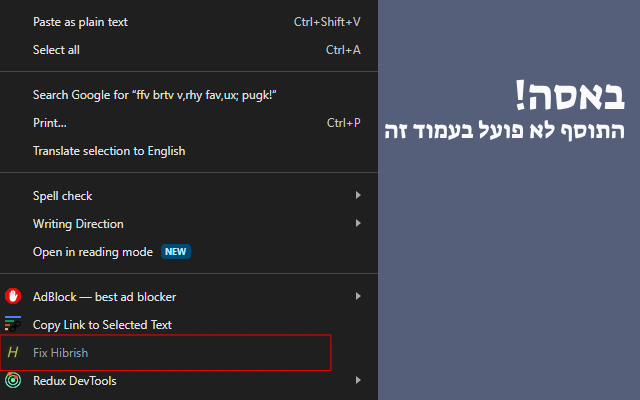 Paste as plain text Ctrl+Shift+V
Select all Ctrl+A
Search Google for “ffv brtv v,rhy fav,ux; pugk!”
Print... Ctrl+P
Translate selection to English
Spell check
Writing Direction
Open in reading mode NEW
AdBlock — best ad blocker
Copy Link to Selected Text
H Fix Hibrish
Redux DevTools
באסה!
התוסף לא פועל בעמוד זה